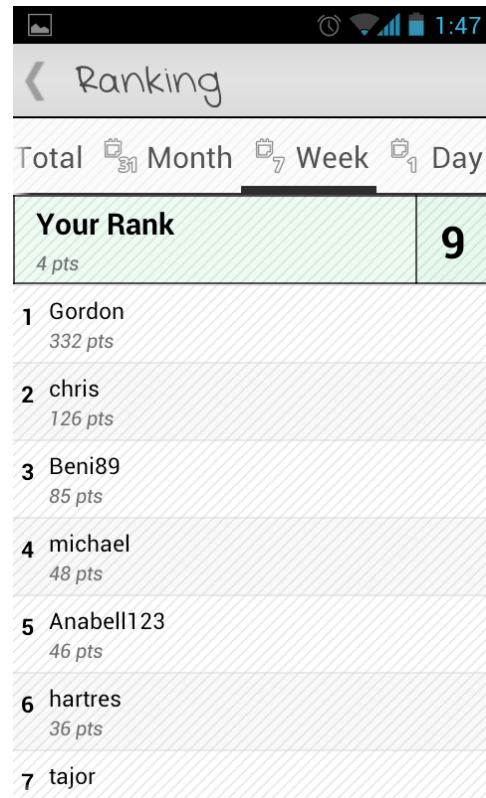 1:47
Ranking
Total 31 Month 7 Week 1 Day
Your Rank
4 pts
9
1 Gordon
332 pts
2 chris
126 pts
3 Beni89
85 pts
4 michael
48 pts
5 Anabell123
46 pts
6 hartres
36 pts
7 tajor